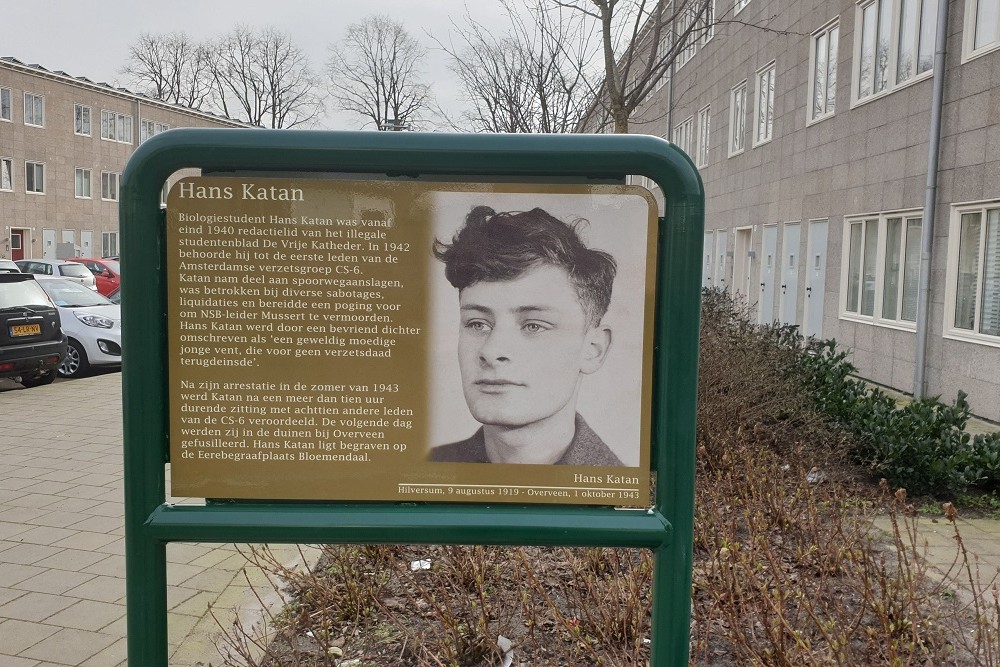 Hans Katan
Biologiestudent Hans Katan was vanaf
eind 1940 redactielid van het illegale
studentenblad De Vrije Katheder. In 1942
behoorde hij tot de eerste leden van de
Amsterdamse verzetsgroep CS-6.
Katan nam deel aan spoorwegaanslagen,
was betrokken bij diverse sabotages,
liquidaties en bereidde een poging voor
om NSB-leider Mussert te vermoorden.
Hans Katan werd door een bevriend dichter
omschreven als ‘een geweldig moedige
jonge vent, die voor geen verzetsdaad
terugdeinsde’.
Na zijn arrestatie in de zomer van 1943
werd Katan na een meer dan tien uur
durende zitting met achttien andere leden
van de CS-6 veroordeeld. De volgende dag
werden zij in de duinen bij Overveen
gefusilleerd. Hans Katan ligt begraven op
de Eerebegraafplaats Bloemendaal.
Hans Katan
Hilversum, 9 augustus 1919 - Overveen, 1 oktober 1943